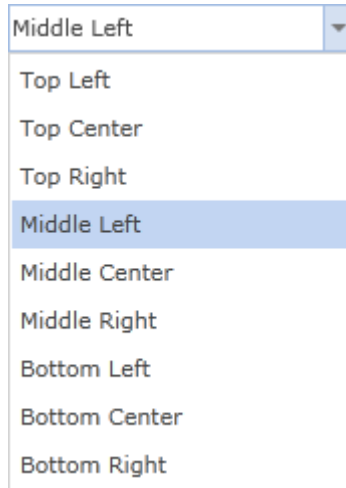 Middle Left
Top Left
Top Center
Top Right
Middle Left
Middle Center
Middle Right
Bottom Left
Bottom Center
Bottom Right